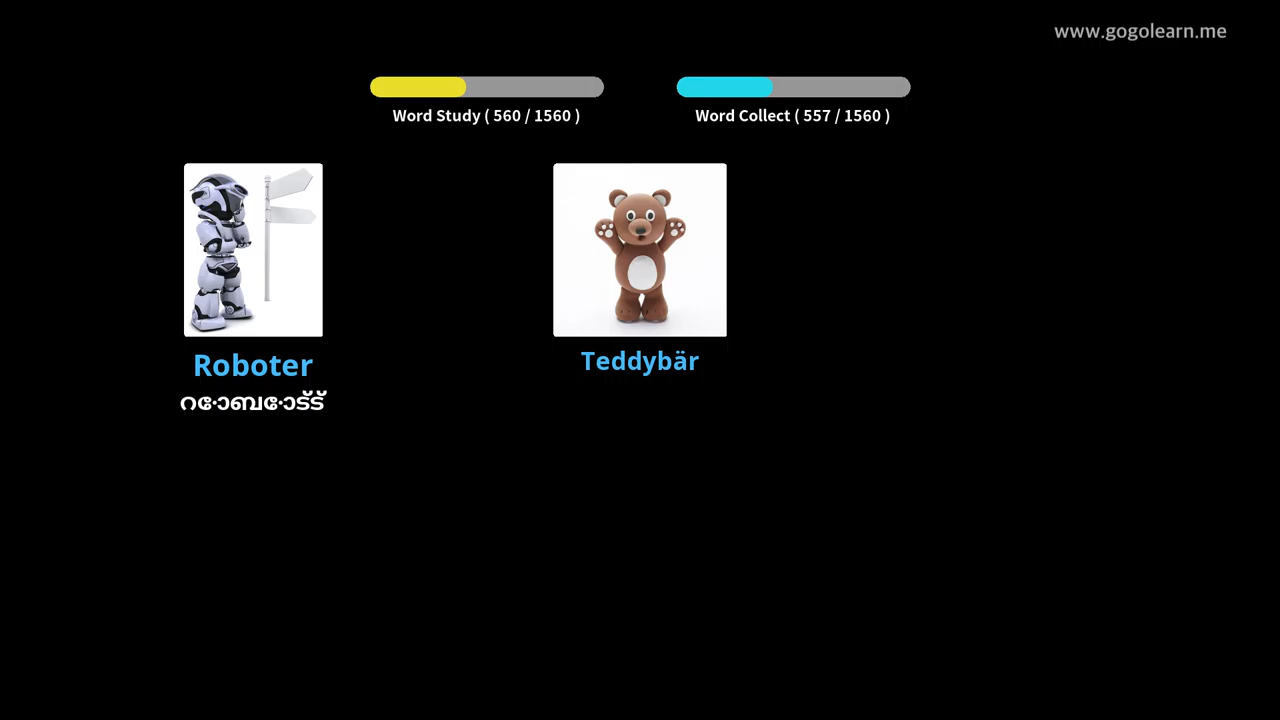 www.gogolearn.me
Word Study ( 560 / 1560 )
Word Collect ( 557 / 1560 )
Roboter
Teddybär
റോബോട്ട്